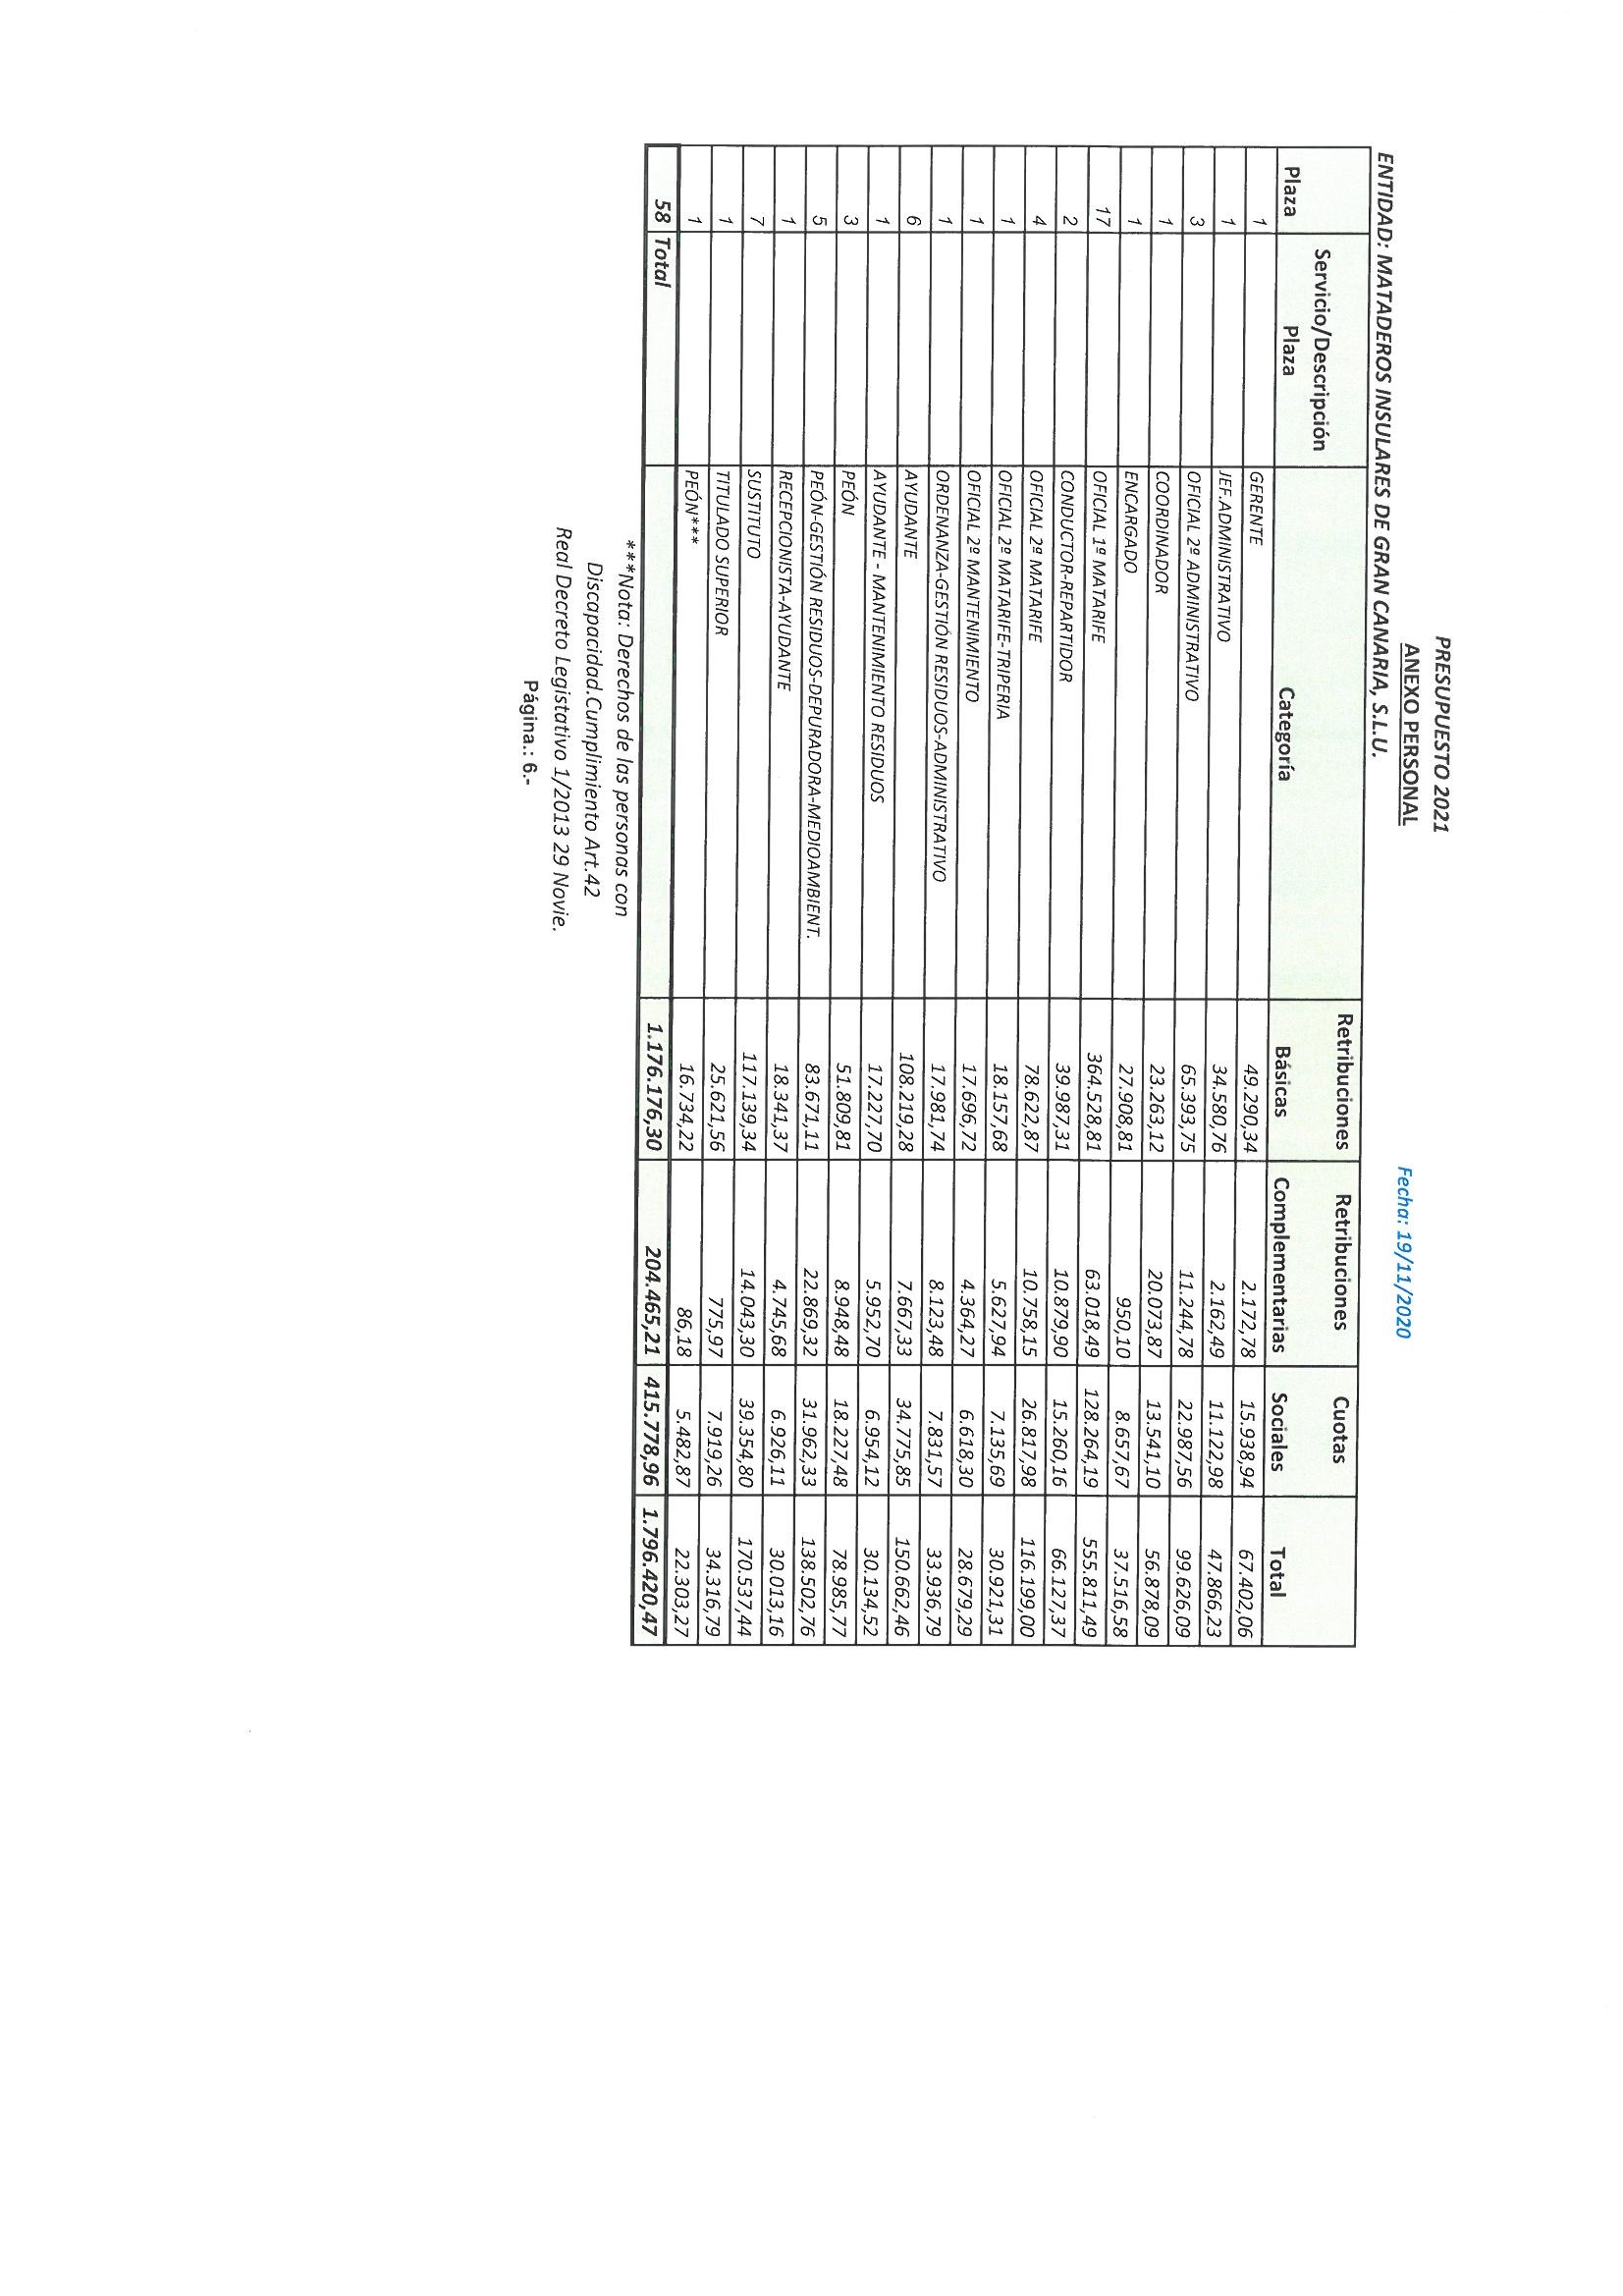 PRESUPUESTO 2021
ANEXO PERSONAL
Fecha: 19/11/2020
ENTIDAD: MATADEROS INSULARES DE GRAN CANARIA, S.L.U.
Plaza Servicio/Descripción Plaza Categoría Retribuciones Básicas Retribuciones Complementarias Cuotas Sociales Total
1 GERENTE 49.290,34 2.172,78 15.938,94 67.402,06
1 JEF.ADMINISTRATIVO 34.580,76 2.162,49 11.122,98 47.866,23
3 OFICIAL 2º ADMINISTRATIVO 65.393,75 11.244,78 22.987,56 99.626,09
1 COORDINADOR 23.263,12 20.073,87 13.541,10 56.878,09
1 ENCARGADO 27.908,81 950,10 8.657,67 37.516,58
17 OFICIAL 1º MATARIFE 364.528,81 63.018,49 128.264,19 555.811,49
2 CONDUCTOR-REPARTIDOR 39.987,31 10.879,90 15.260,16 66.127,37
4 OFICIAL 2º MATARIFE 78.622,87 10.758,15 26.817,98 116.199,00
1 OFICIAL 2º MATARIFE-TRIPERIA 18.157,68 5.627,94 7.135,69 30.921,31
1 OFICIAL 2º MANTENIMIENTO 17.696,72 4.364,27 6.618,30 28.679,29
1 ORDENANZA-GESTIÓN RESIDUOS-ADMINISTRATIVO 17.981,74 8.123,48 7.831,57 33.936,79
6 AYUDANTE 108.219,28 7.667,33 34.775,85 150.662,46
1 AYUDANTE - MANTENIMIENTO RESIDUOS 17.227,70 5.952,70 6.954,12 30.134,52
3 PEÓN 51.809,81 8.948,48 18.227,48 78.985,77
5 PEÓN-GESTIÓN RESIDUOS-DEPURADORA-MEDIOAMBIENT. 83.671,11 22.869,32 31.962,33 138.502,76
1 RECEPCIONISTA-AYUDANTE 18.341,37 4.745,68 6.926,11 30.013,16
7 SUSTITUTO 117.139,34 14.043,30 39.354,80 170.537,44
1 TITULADO SUPERIOR 25.621,56 775,97 7.919,26 34.316,79
1 PEÓN*** 16.734,22 86,18 5.482,87 22.303,27
58 Total 1.176.176,30 204.465,21 415.778,96 1.796.420,47
***Nota: Derechos de las personas con
Discapacidad.Cumplimiento Art.42
Real Decreto Legistativo 1/2013 29 Novie.
Página.: 6.-